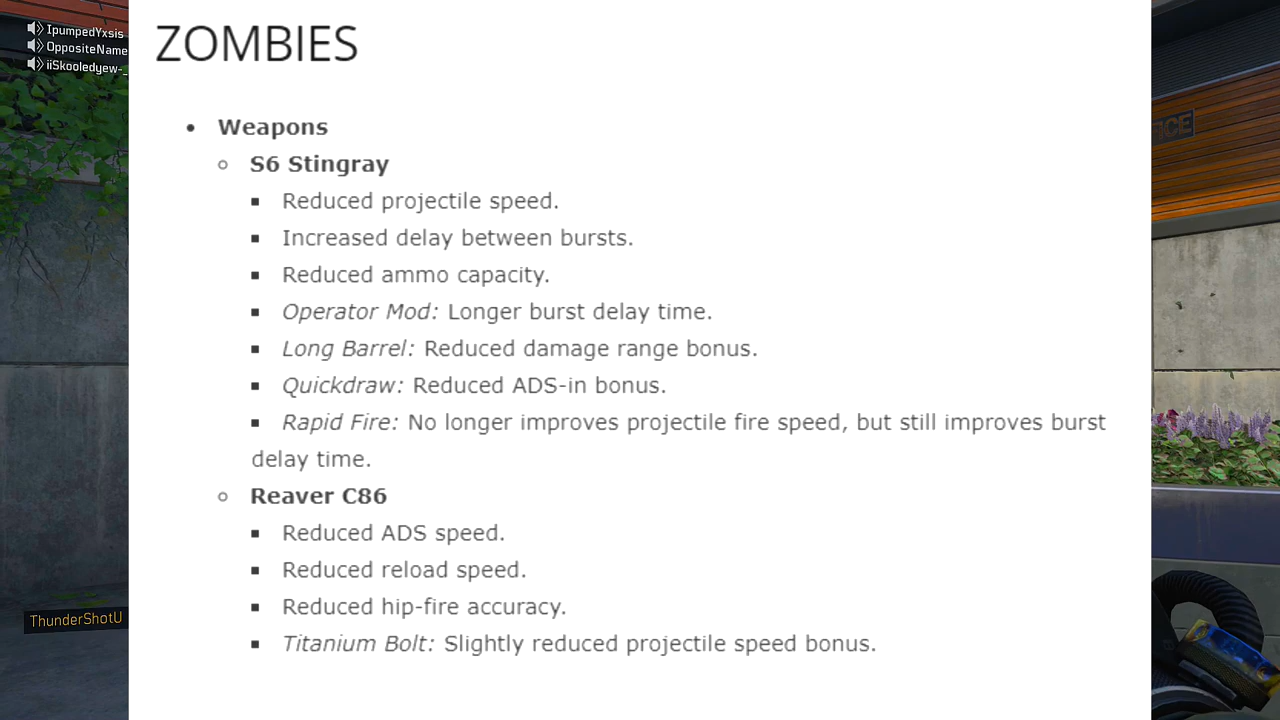 IpumpedYxsis
OppositeName
iiSkooledyew-_
ZOMBIES
• Weapons
○ S6 Stingray
▪ Reduced projectile speed.
▪ Increased delay between bursts.
▪ Reduced ammo capacity.
▪ Operator Mod: Longer burst delay time.
▪ Long Barrel: Reduced damage range bonus.
▪ Quickdraw: Reduced ADS-in bonus.
▪ Rapid Fire: No longer improves projectile fire speed, but still improves burst
delay time.
○ Reaver C86
▪ Reduced ADS speed.
▪ Reduced reload speed.
▪ Reduced hip-fire accuracy.
▪ Titanium Bolt: Slightly reduced projectile speed bonus.
ThunderShotU